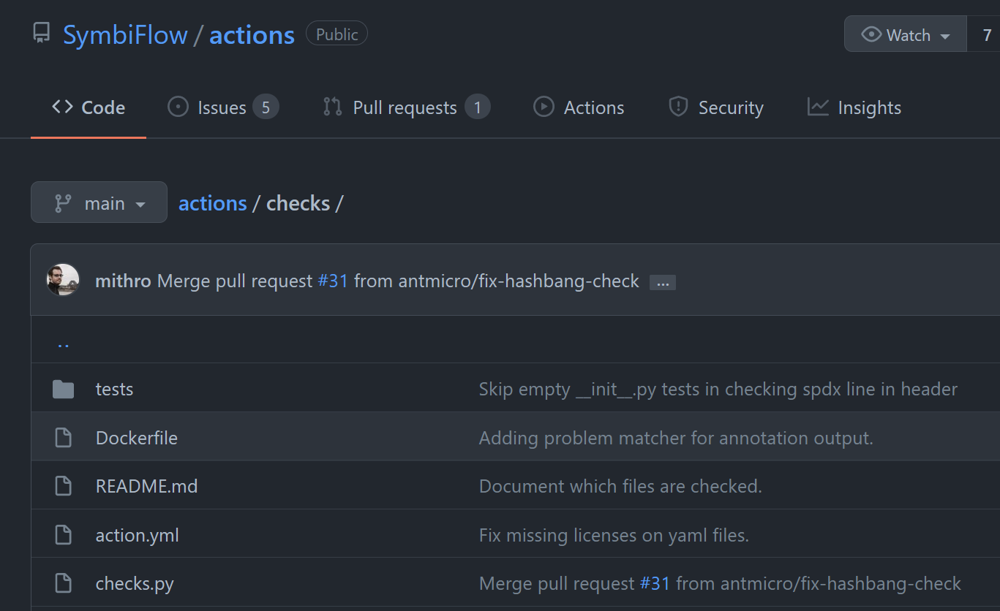 SymbiFlow / actions Public Watch 7
Code Issues 5 Pull requests 1 Actions Security Insights
main actions / checks /
mithro Merge pull request #31 from antmicro/fix-hashbang-check ...
..
tests Skip empty __init__.py tests in checking spdx line in header
Dockerfile Adding problem matcher for annotation output.
README.md Document which files are checked.
action.yml Fix missing licenses on yaml files.
checks.py Merge pull request #31 from antmicro/fix-hashbang-check